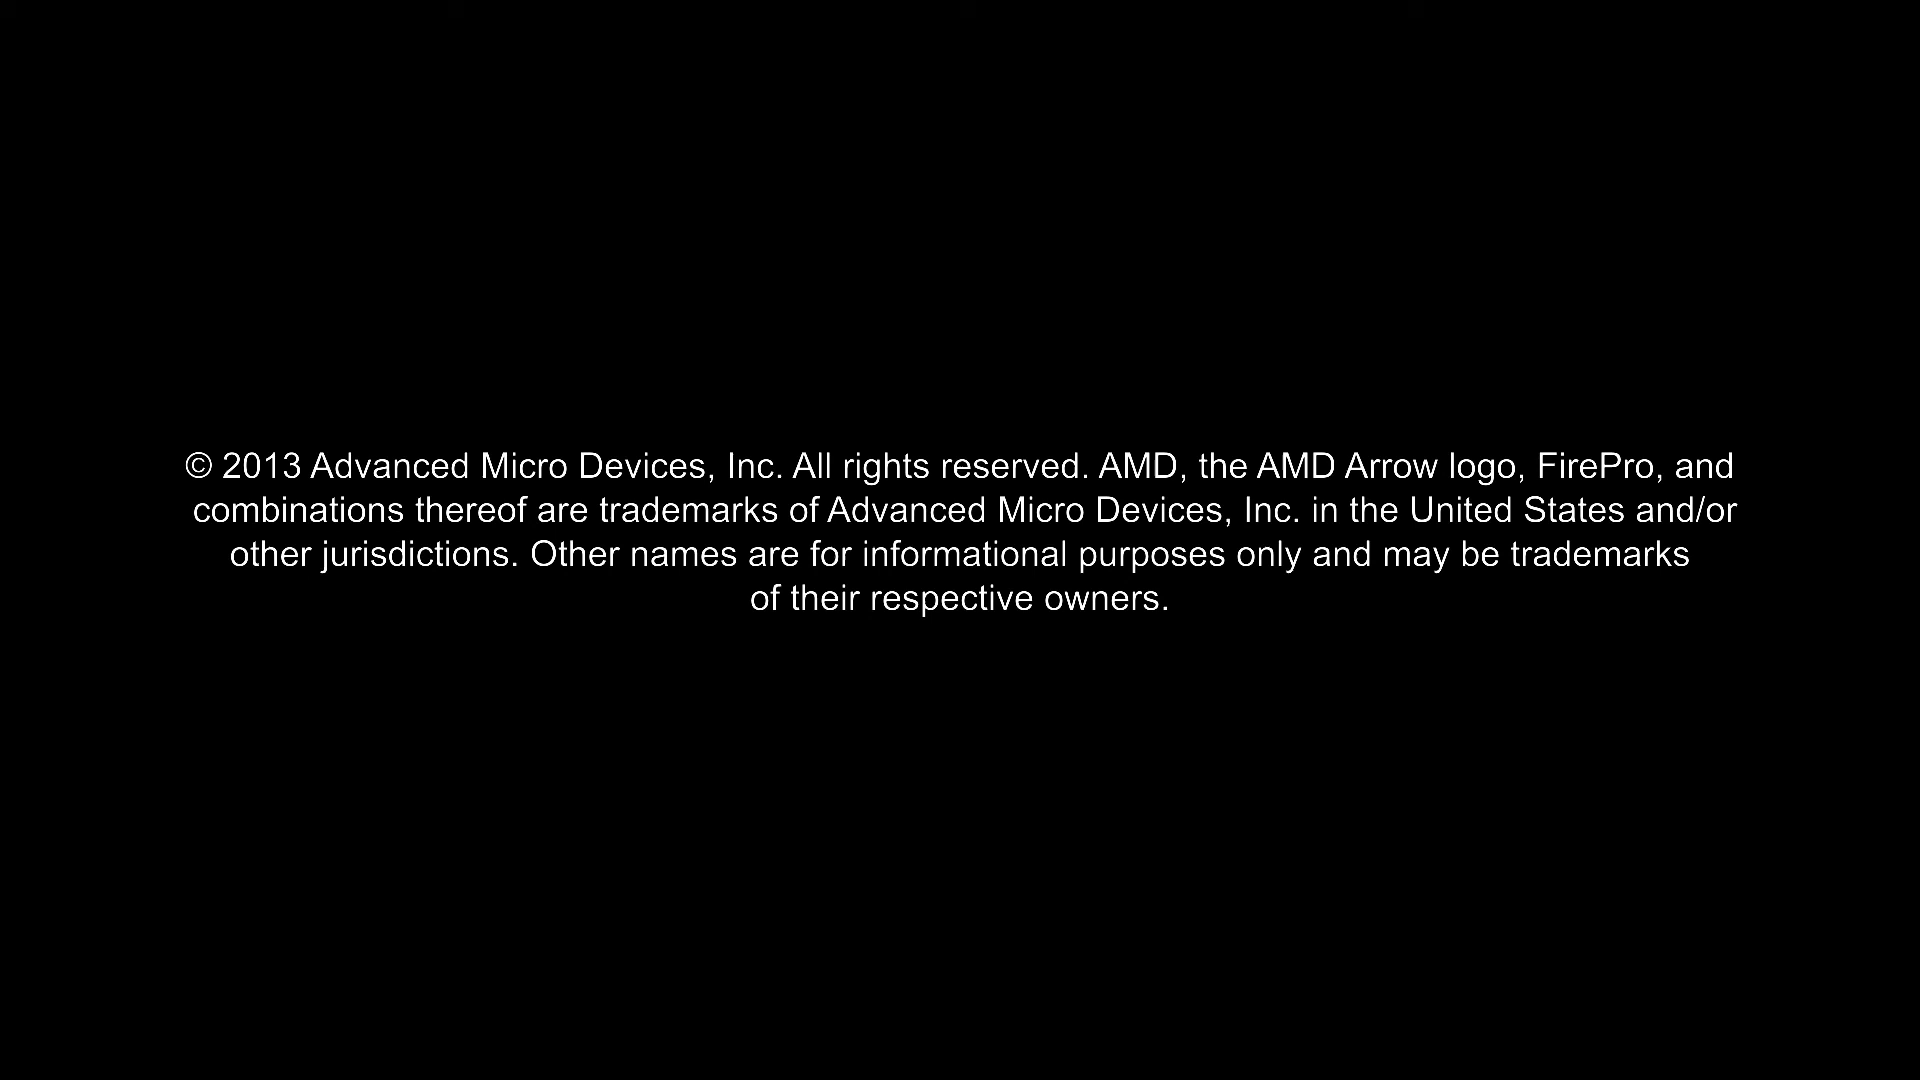 © 2013 Advanced Micro Devices, Inc. All rights reserved. AMD, the AMD Arrow logo, FirePro, and
combinations thereof are trademarks of Advanced Micro Devices, Inc. in the United States and/or
other jurisdictions. Other names are for informational purposes only and may be trademarks
of their respective owners.